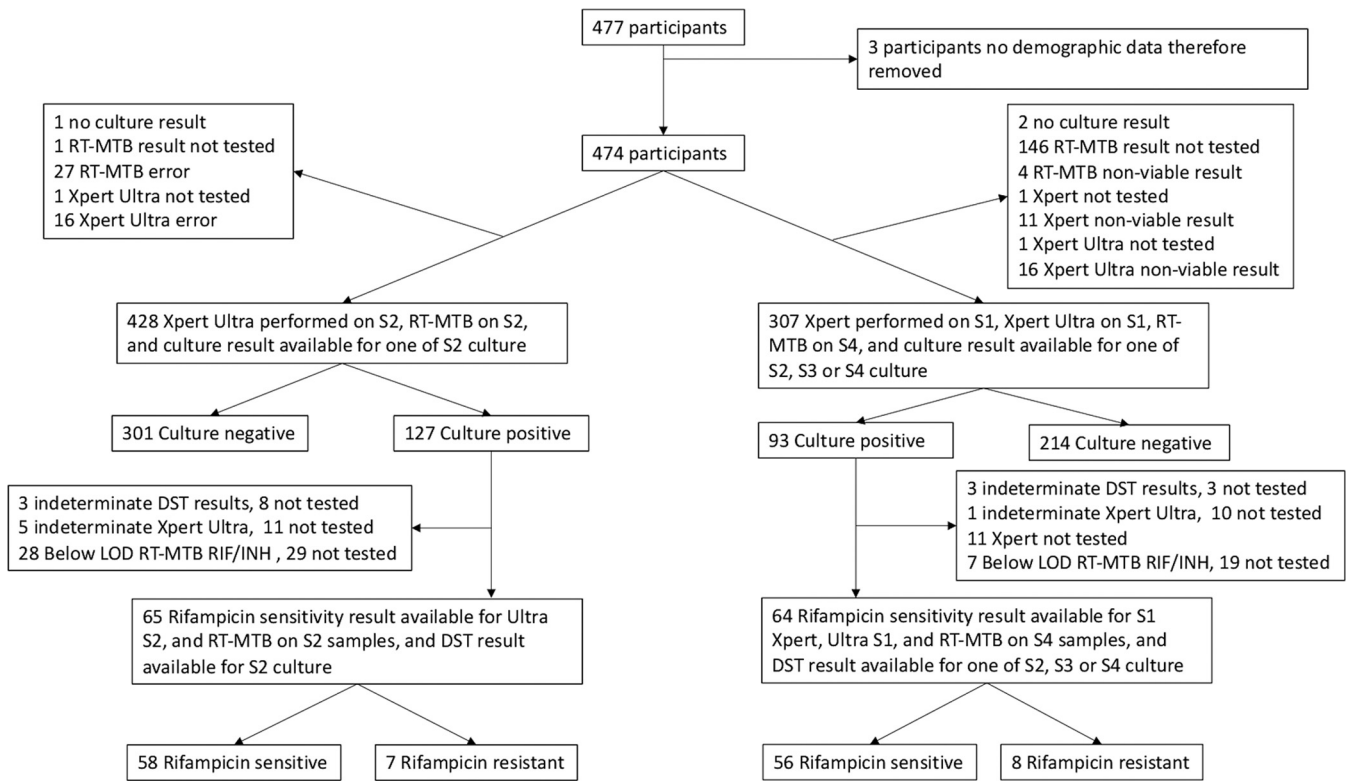 477 participants
3 participants no demographic data therefore
removed
474 participants
1 no culture result
1 RT-MTB result not tested
27 RT-MTB error
1 Xpert Ultra not tested
16 Xpert Ultra error
2 no culture result
146 RT-MTB result not tested
4 RT-MTB non-viable result
1 Xpert not tested
11 Xpert non-viable result
1 Xpert Ultra not tested
16 Xpert Ultra non-viable result
428 Xpert Ultra performed on S2, RT-MTB on S2,
and culture result available for one of S2 culture
307 Xpert performed on S1, Xpert Ultra on S1, RT-
MTB on S4, and culture result available for one of
S2, S3 or S4 culture
301 Culture negative
127 Culture positive
93 Culture positive
214 Culture negative
3 indeterminate DST results, 8 not tested
5 indeterminate Xpert Ultra, 11 not tested
28 Below LOD RT-MTB RIF/INH , 29 not tested
3 indeterminate DST results, 3 not tested
1 indeterminate Xpert Ultra, 10 not tested
11 Xpert not tested
7 Below LOD RT-MTB RIF/INH, 19 not tested
65 Rifampicin sensitivity result available for Ultra
S2, and RT-MTB on S2 samples, and DST result
available for S2 culture
64 Rifampicin sensitivity result available for S1
Xpert, Ultra S1, and RT-MTB on S4 samples, and
DST result available for one of S2, S3 or S4 culture
58 Rifampicin sensitive
7 Rifampicin resistant
56 Rifampicin sensitive
8 Rifampicin resistant